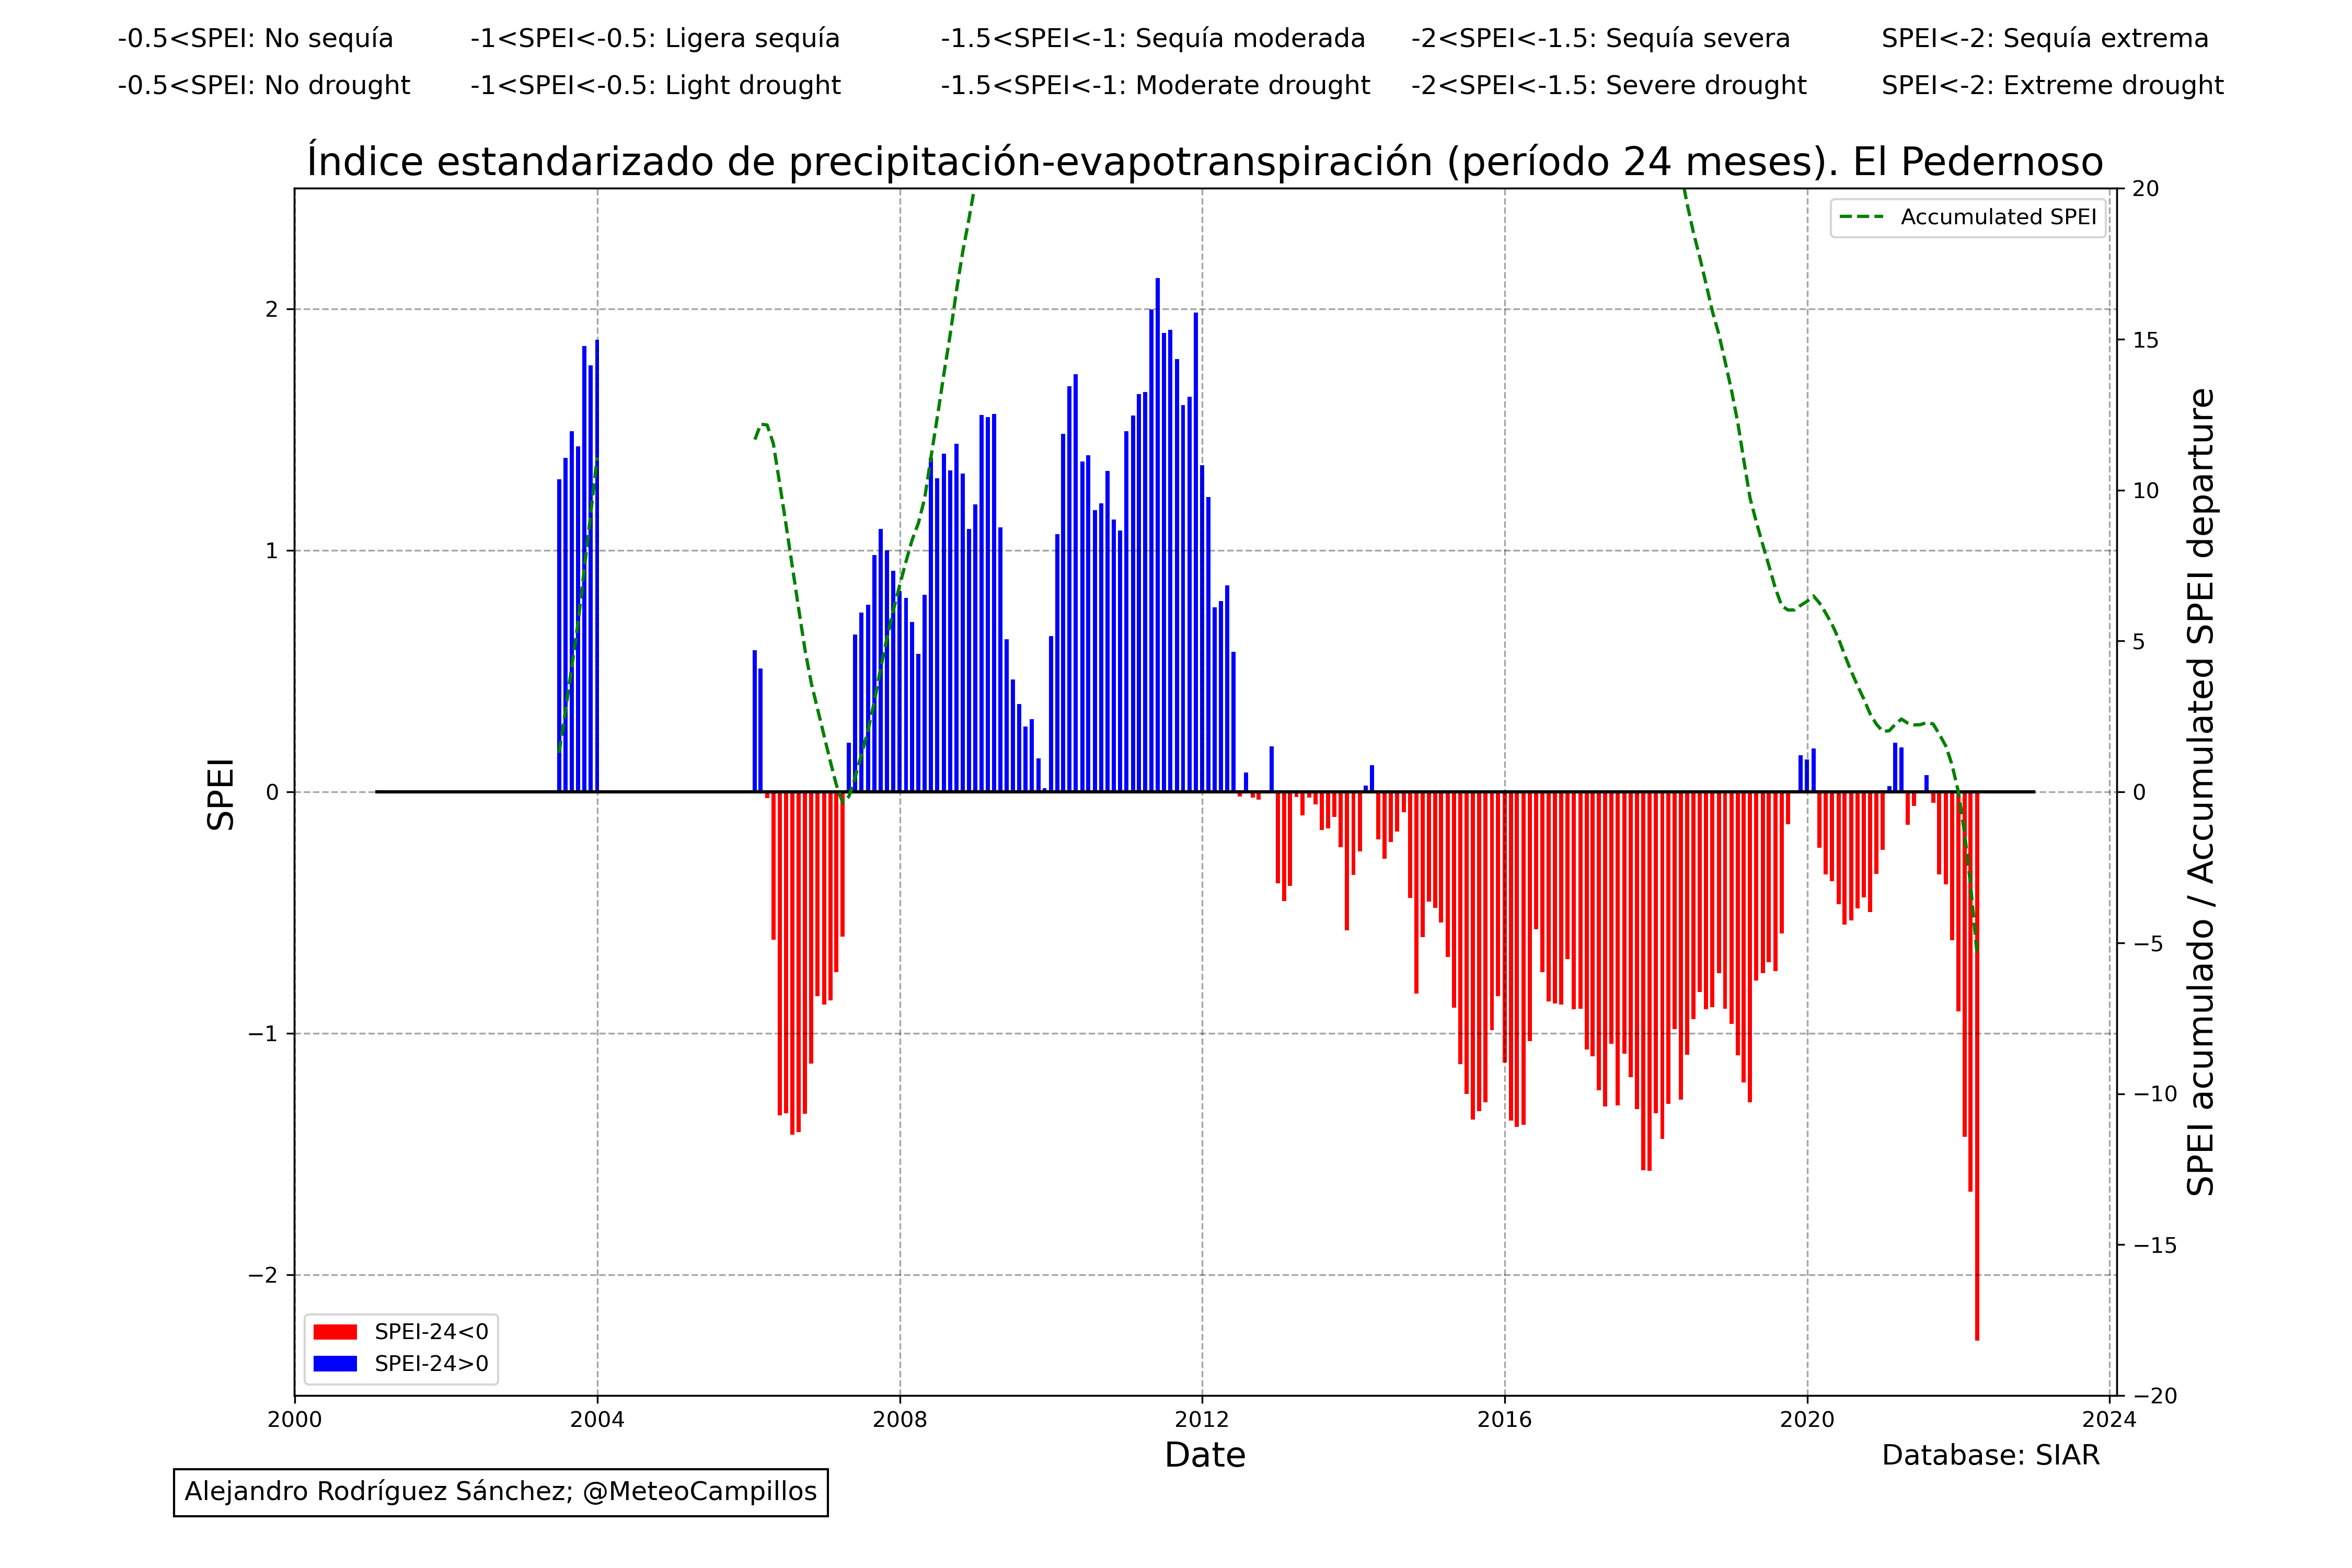 -0.5<SPEI: No sequía
-1<SPEI<-0.5: Ligera sequía
-1.5<SPEI<-1: Sequía moderada
-2<SPEI<-1.5: Sequía severa
SPEI<-2: Sequía extrema
-0.5<SPEI: No drought
-1<SPEI<-0.5: Light drought
-1.5<SPEI<-1: Moderate drought
-2<SPEI<-1.5: Severe drought
SPEI<-2: Extreme drought
Índice estandarizado de precipitación-evapotranspiración (período 24 meses). El Pedernoso
Accumulated SPEI
SPEI
2
1
0
−1
−2
20
15
10
5
0
−5
−10
−15
−20
SPEI acumulado / Accumulated SPEI departure
SPEI-24<0
SPEI-24>0
2000
2004
2008
2012
2016
2020
2024
Date
Database: SIAR
Alejandro Rodríguez Sánchez; @MeteoCampillos